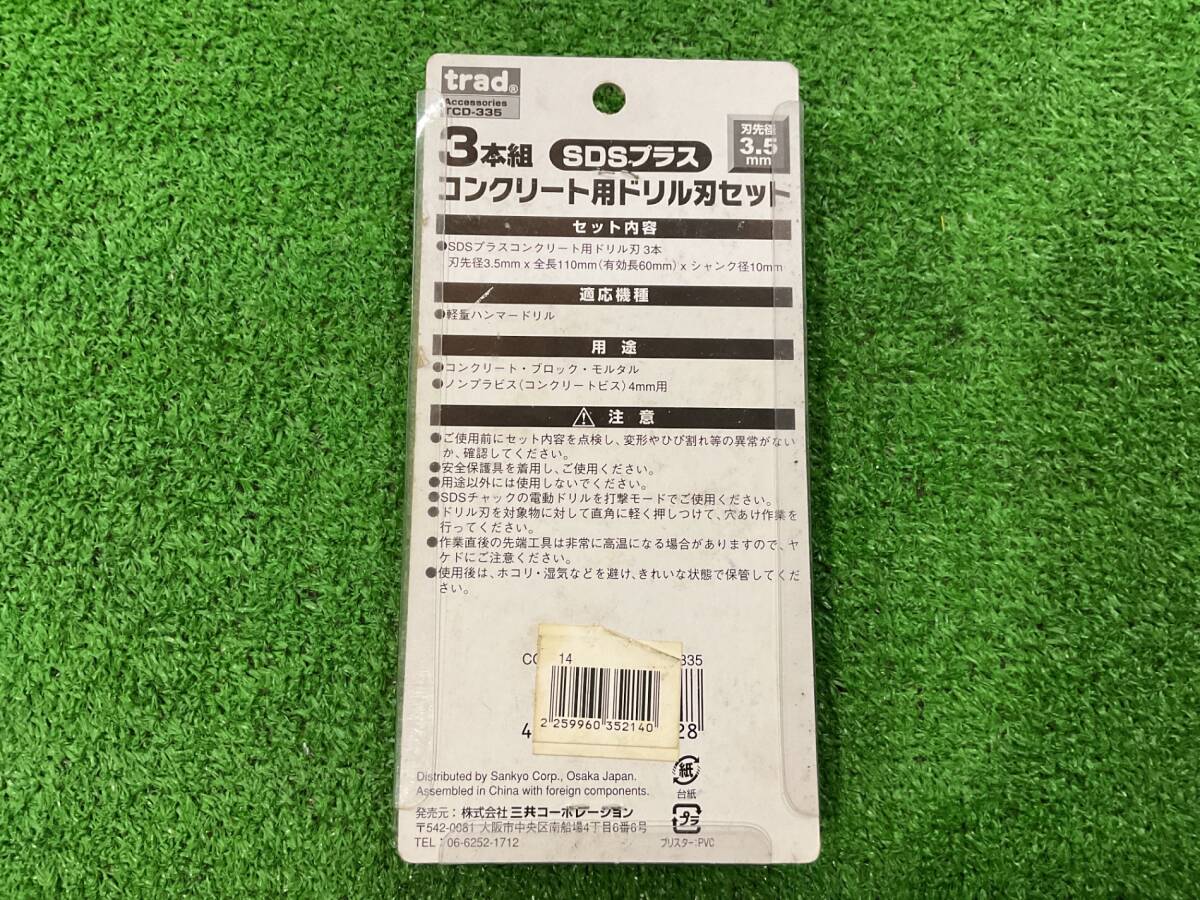 trad®
Accessories
TCD-335
3本組 SDSプラス
刃先径
3.5
mm
コンクリート用ドリル刃セット
セット内容
●SDSプラスコンクリート用ドリル刃 3本
刃先径3.5mm x 全長110mm(有効長60mm) x シャンク径10mm
適応機種
●軽量ハンマードリル
用 途
●コンクリート・ブロック・モルタル
●ノンプラビス(コンクリートビス)4mm用
⚠ 注 意
●ご使用前にセット内容を点検し、変形やひび割れ等の異常がない
か、確認してください。
●安全保護具を着用し、ご使用ください。
●用途以外には使用しないでください。
●SDSチャックの電動ドリルを打撃モードでご使用ください。
●ドリル刃を対象物に対して直角に軽く押しつけて、穴あけ作業を
行ってください。
●作業直後の先端工具は非常に高温になる場合がありますので、ヤ
ケドにご注意ください。
●使用後は、ホコリ・湿気などを避け、きれいな状態で保管してくだ
さい。
14 335
2 259960 352140
4 28
Distributed by Sankyo Corp., Osaka Japan.
Assembled in China with foreign components.
紙
台紙
発売元：株式会社 三共コーポレーション
〒542-0081 大阪市中央区南船場4丁目6番6号
TEL：06-6252-1712
プラ
ブリスター：PVC